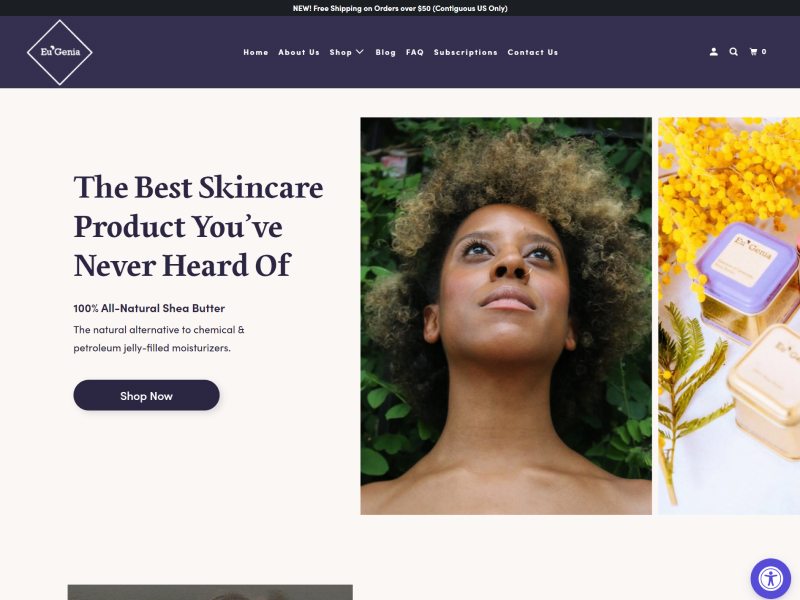 NEW! Free Shipping on Orders over $50 (Contiguous US Only)
Eu'Genia
Home About Us Shop Blog FAQ Subscriptions Contact Us
0
The Best Skincare
Product You've
Never Heard Of
100% All-Natural Shea Butter
The natural alternative to chemical &
petroleum jelly-filled moisturizers.
Shop Now
Eu'Genia
Eu'Genia